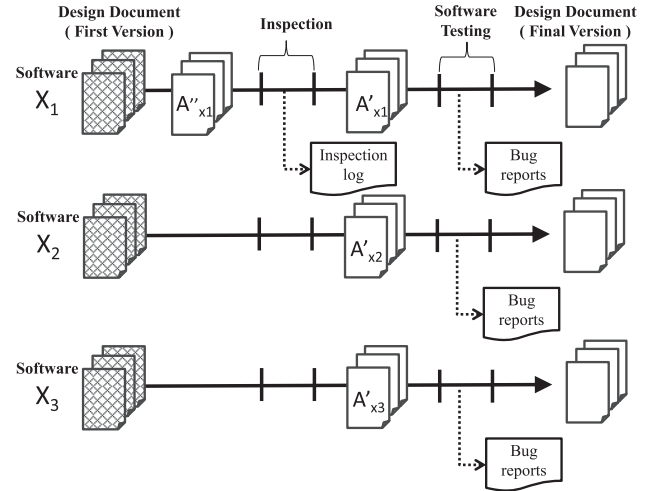 Design Document
( First Version )
Inspection
Software
Testing
Design Document
( Final Version )
Software
X1
A''x1
A'x1
Inspection
log
Bug
reports
Software
X2
A'x2
Bug
reports
Software
X3
A'x3
Bug
reports